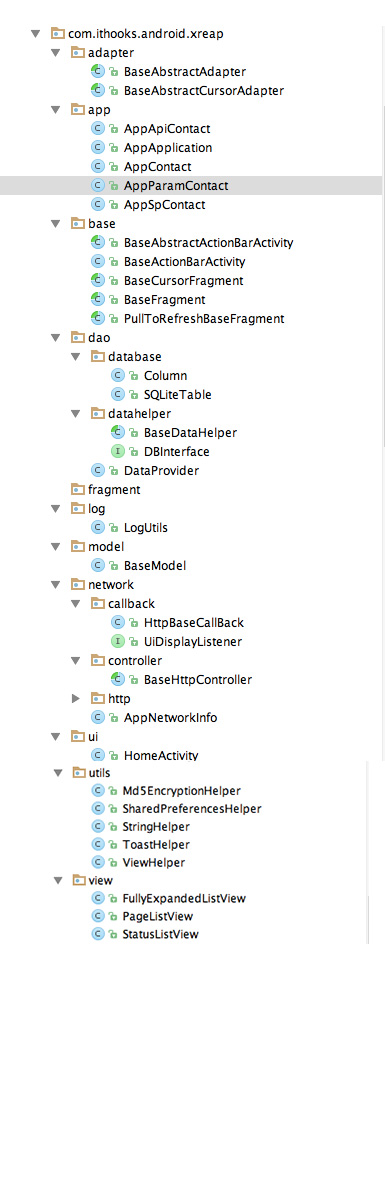 com.ithooks.android.xreap
adapter
BaseAbstractAdapter
BaseAbstractCursorAdapter
app
AppApiContact
AppApplication
AppContact
AppParamContact
AppSpContact
base
BaseAbstractActionBarActivity
BaseActionBarActivity
BaseCursorFragment
BaseFragment
PullToRefreshBaseFragment
dao
database
Column
SQLiteTable
datahelper
BaseDataHelper
DBInterface
DataProvider
fragment
log
LogUtils
model
BaseModel
network
callback
HttpBaseCallBack
UiDisplayListener
controller
BaseHttpController
http
AppNetworkInfo
ui
HomeActivity
utils
Md5EncryptionHelper
SharedPreferencesHelper
StringHelper
ToastHelper
ViewHelper
view
FullyExpandedListView
PageListView
StatusListView